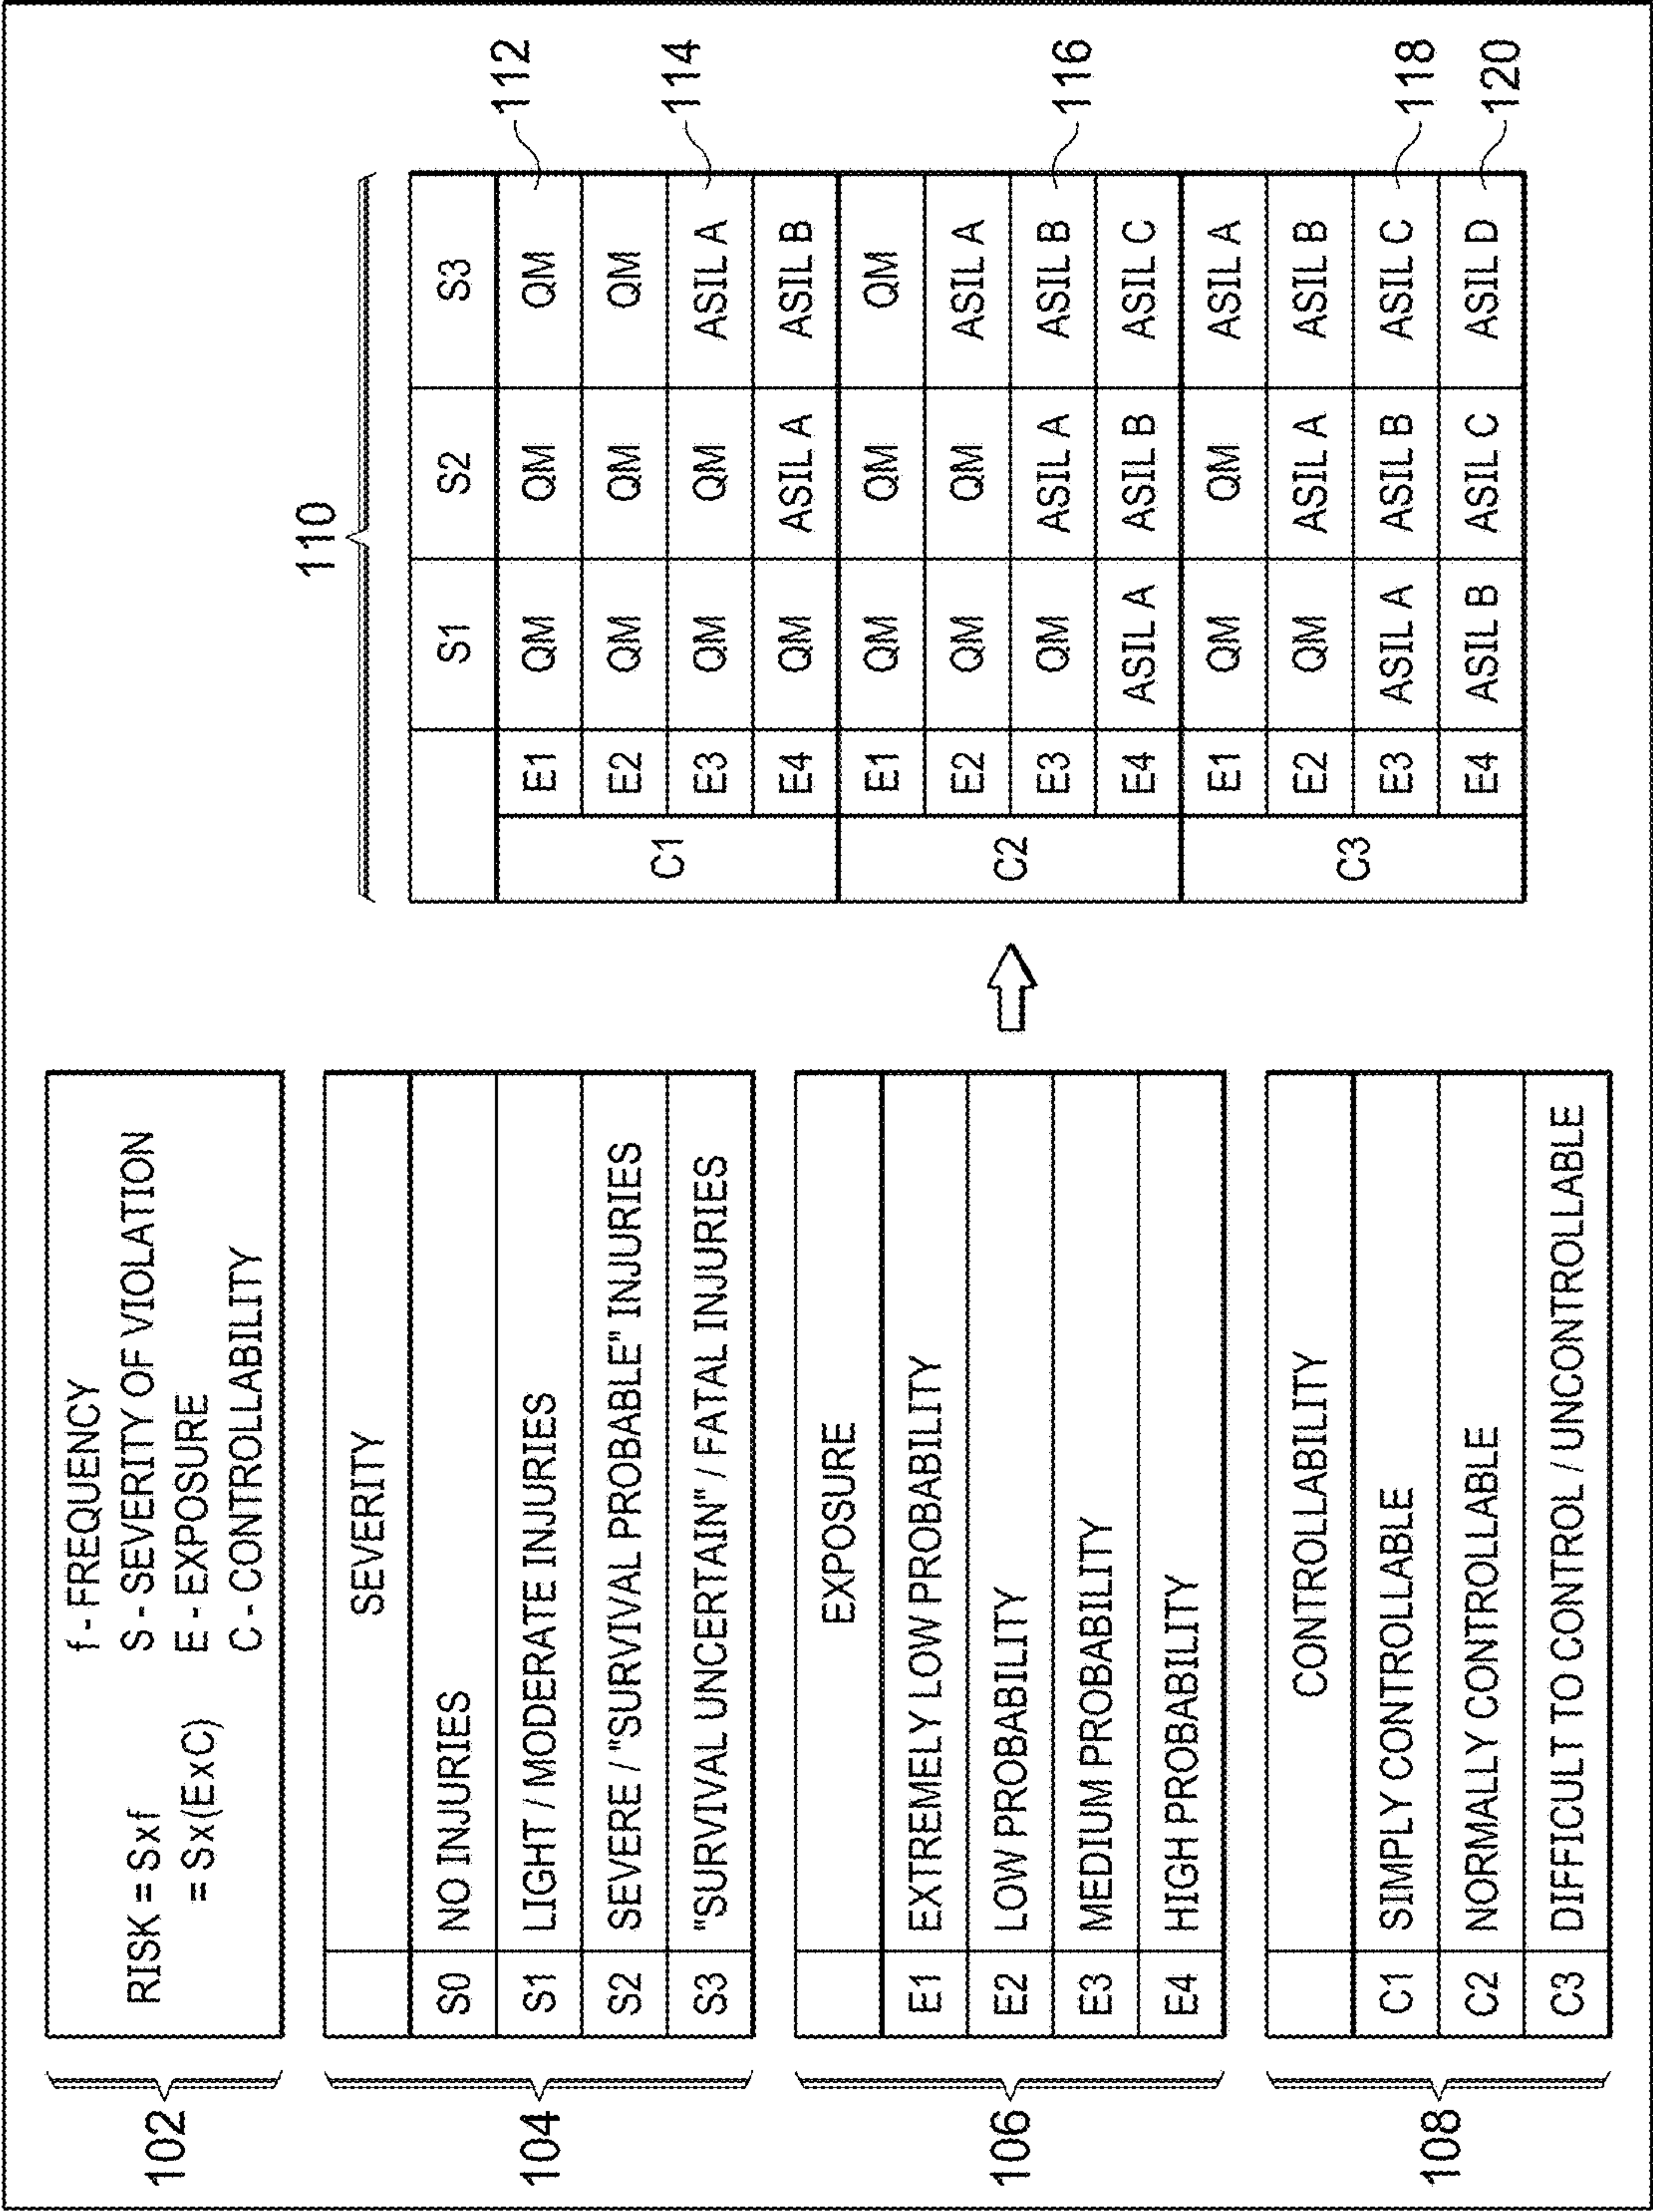 102
RISK = Sxf
= Sx(ExC)
f - FREQUENCY
S - SEVERITY OF VIOLATION
E - EXPOSURE
C - CONTROLLABILITY
104
SEVERITY
S0 NO INJURIES
S1 LIGHT / MODERATE INJURIES
S2 SEVERE / "SURVIVAL PROBABLE" INJURIES
S3 "SURVIVAL UNCERTAIN" / FATAL INJURIES
106
EXPOSURE
E1 EXTREMELY LOW PROBABILITY
E2 LOW PROBABILITY
E3 MEDIUM PROBABILITY
E4 HIGH PROBABILITY
108
CONTROLLABILITY
C1 SIMPLY CONTROLLABLE
C2 NORMALLY CONTROLLABLE
C3 DIFFICULT TO CONTROL / UNCONTROLLABLE
110
S1 S2 S3
C1
E1 QM QM QM 112
E2 QM QM QM
E3 QM QM ASIL A 114
E4 QM ASIL A ASIL B
C2
E1 QM QM QM
E2 QM QM ASIL A
E3 QM ASIL A ASIL B 116
E4 ASIL A ASIL B ASIL C
C3
E1 QM QM ASIL A
E2 QM ASIL A ASIL B
E3 ASIL A ASIL B ASIL C 118
E4 ASIL B ASIL C ASIL D 120